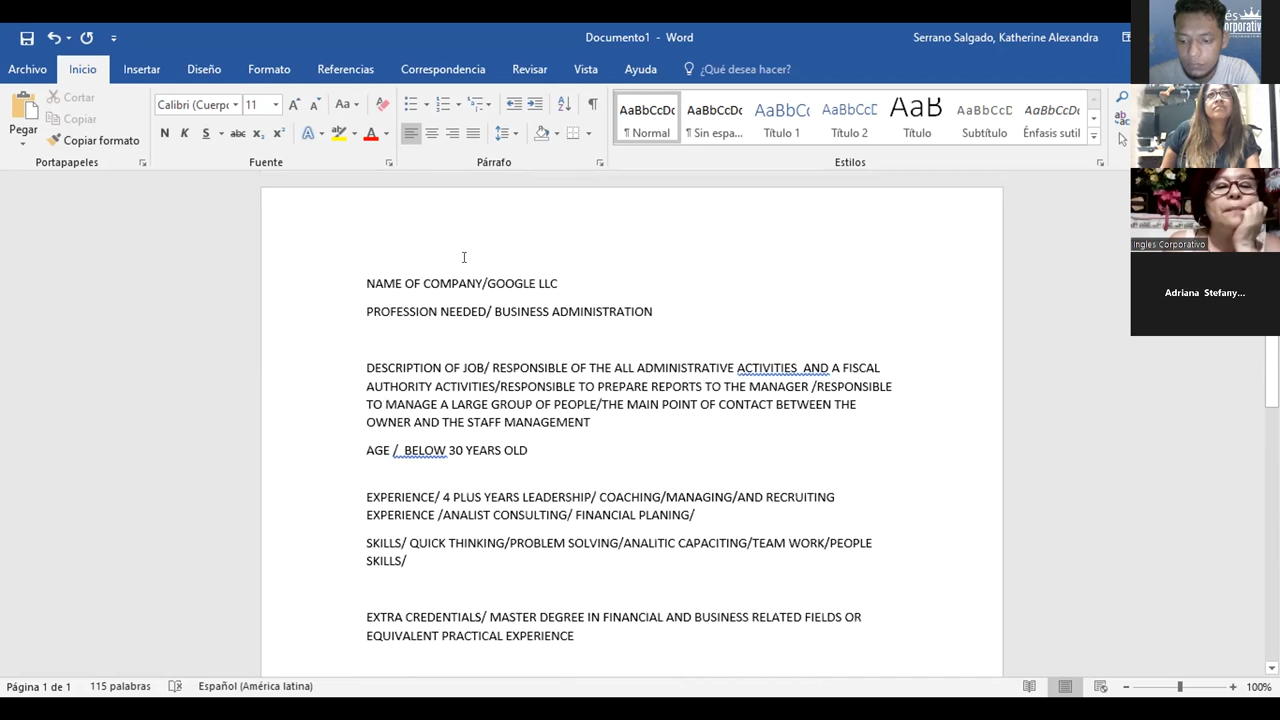 Documento1 - Word
Serrano Salgado, Katherine Alexandra
Archivo Inicio Insertar Diseño Formato Referencias Correspondencia Revisar Vista Ayuda ¿Qué desea hacer?
Pegar
Cortar
Copiar
Copiar formato
Portapapeles
Calibri (Cuerpo 11
Aa
N K S abc x₂ x²
Fuente
Párrafo
AaBbCcDc AaBbCcDc AaBbCc AaBbCcD AaB AaBbCcD AaBbCcDc
¶ Normal ¶ Sin espa... Título 1 Título 2 Título Subtítulo Énfasis sutil
Estilos
Ingles Corporativo
Adriana Stefany...
NAME OF COMPANY/GOOGLE LLC
PROFESSION NEEDED/ BUSINESS ADMINISTRATION
DESCRIPTION OF JOB/ RESPONSIBLE OF THE ALL ADMINISTRATIVE ACTIVITIES  AND A FISCAL
AUTHORITY ACTIVITIES/RESPONSIBLE TO PREPARE REPORTS TO THE MANAGER /RESPONSIBLE
TO MANAGE A LARGE GROUP OF PEOPLE/THE MAIN POINT OF CONTACT BETWEEN THE
OWNER AND THE STAFF MANAGEMENT
AGE /  BELOW 30 YEARS OLD
EXPERIENCE/ 4 PLUS YEARS LEADERSHIP/ COACHING/MANAGING/AND RECRUITING
EXPERIENCE /ANALIST CONSULTING/ FINANCIAL PLANING/
SKILLS/ QUICK THINKING/PROBLEM SOLVING/ANALITIC CAPACITING/TEAM WORK/PEOPLE
SKILLS/
EXTRA CREDENTIALS/ MASTER DEGREE IN FINANCIAL AND BUSINESS RELATED FIELDS OR
EQUIVALENT PRACTICAL EXPERIENCE
Página 1 de 1 115 palabras Español (América latina) 100%